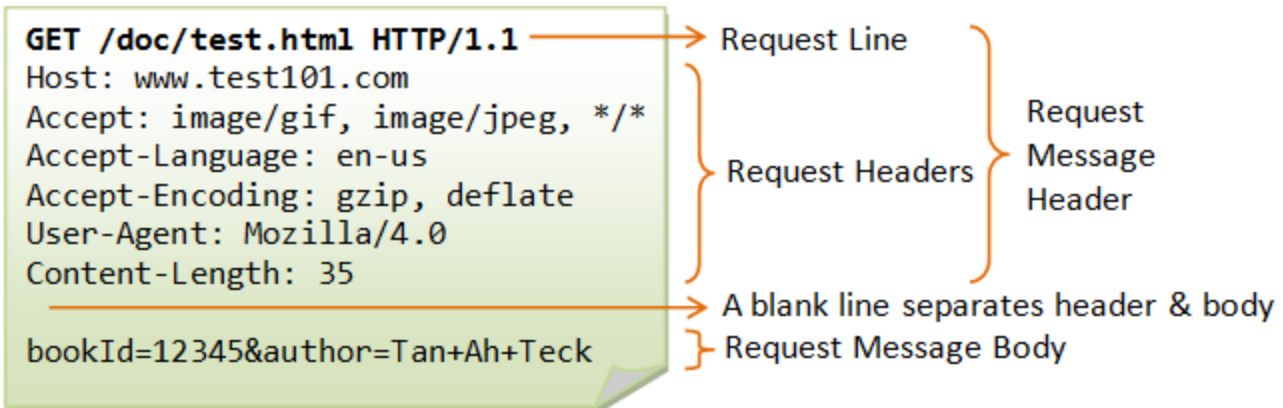 GET /doc/test.html HTTP/1.1
Host: www.test101.com
Accept: image/gif, image/jpeg, */*
Accept-Language: en-us
Accept-Encoding: gzip, deflate
User-Agent: Mozilla/4.0
Content-Length: 35
bookId=12345&author=Tan+Ah+Teck
Request Line
Request Headers
Request
Message
Header
A blank line separates header & body
Request Message Body